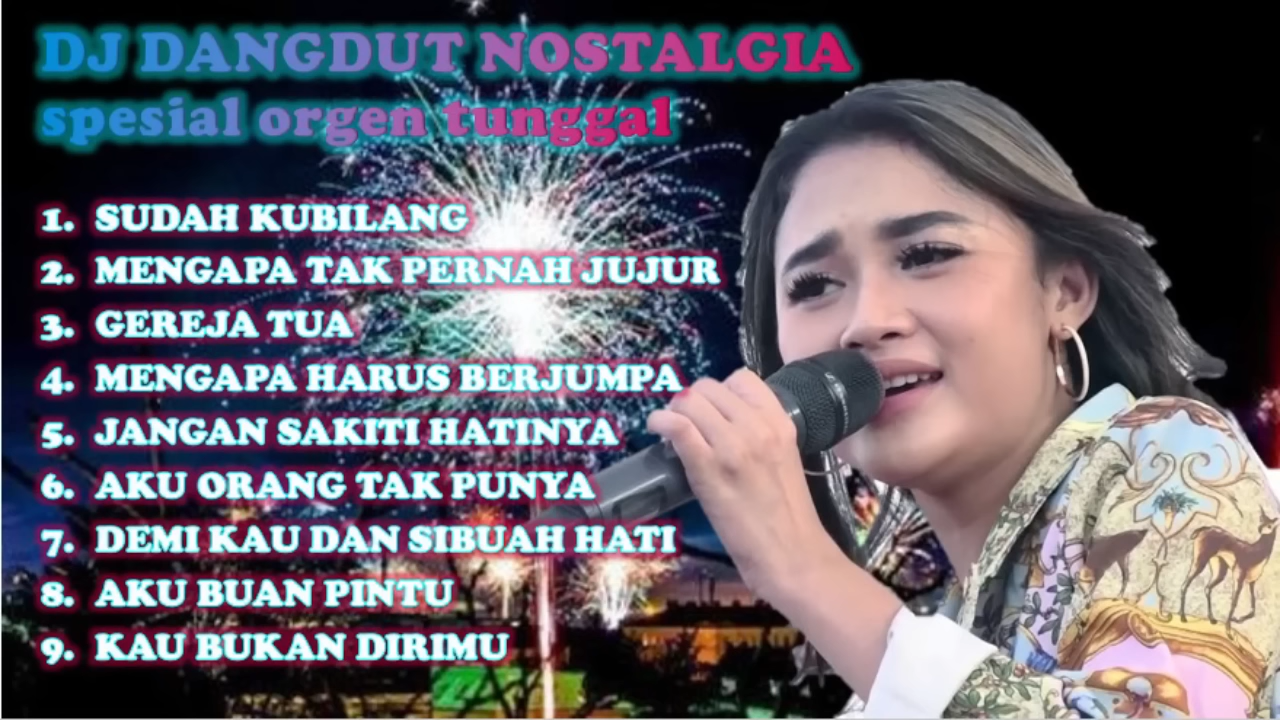 DJ DANGDUT NOSTALGIA
spesial orgen tunggal
1. SUDAH KUBILANG
2. MENGAPA TAK PERNAH JUJUR
3. GEREJA TUA
4. MENGAPA HARUS BERJUMPA
5. JANGAN SAKITI HATINYA
6. AKU ORANG TAK PUNYA
7. DEMI KAU DAN SIBUAH HATI
8. AKU BUAN PINTU
9. KAU BUKAN DIRIMU